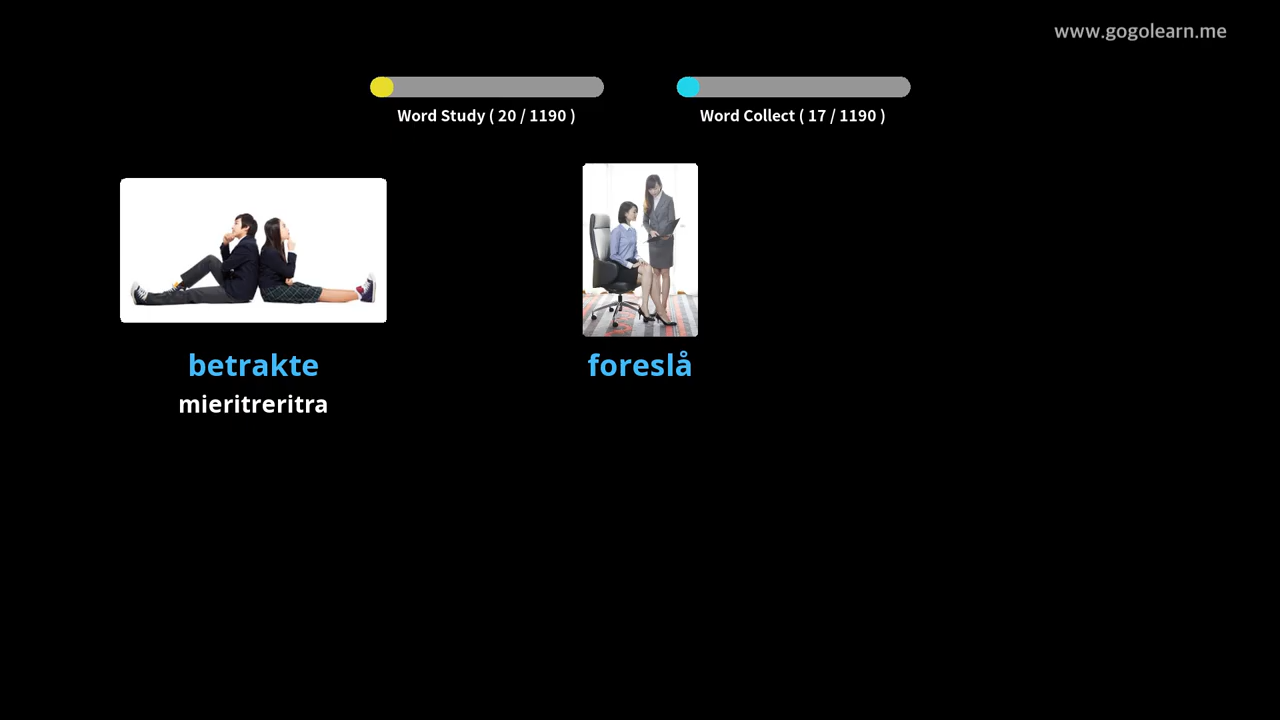 www.gogolearn.me
Word Study ( 20 / 1190 )
Word Collect ( 17 / 1190 )
betrakte
foreslå
mieritreritra